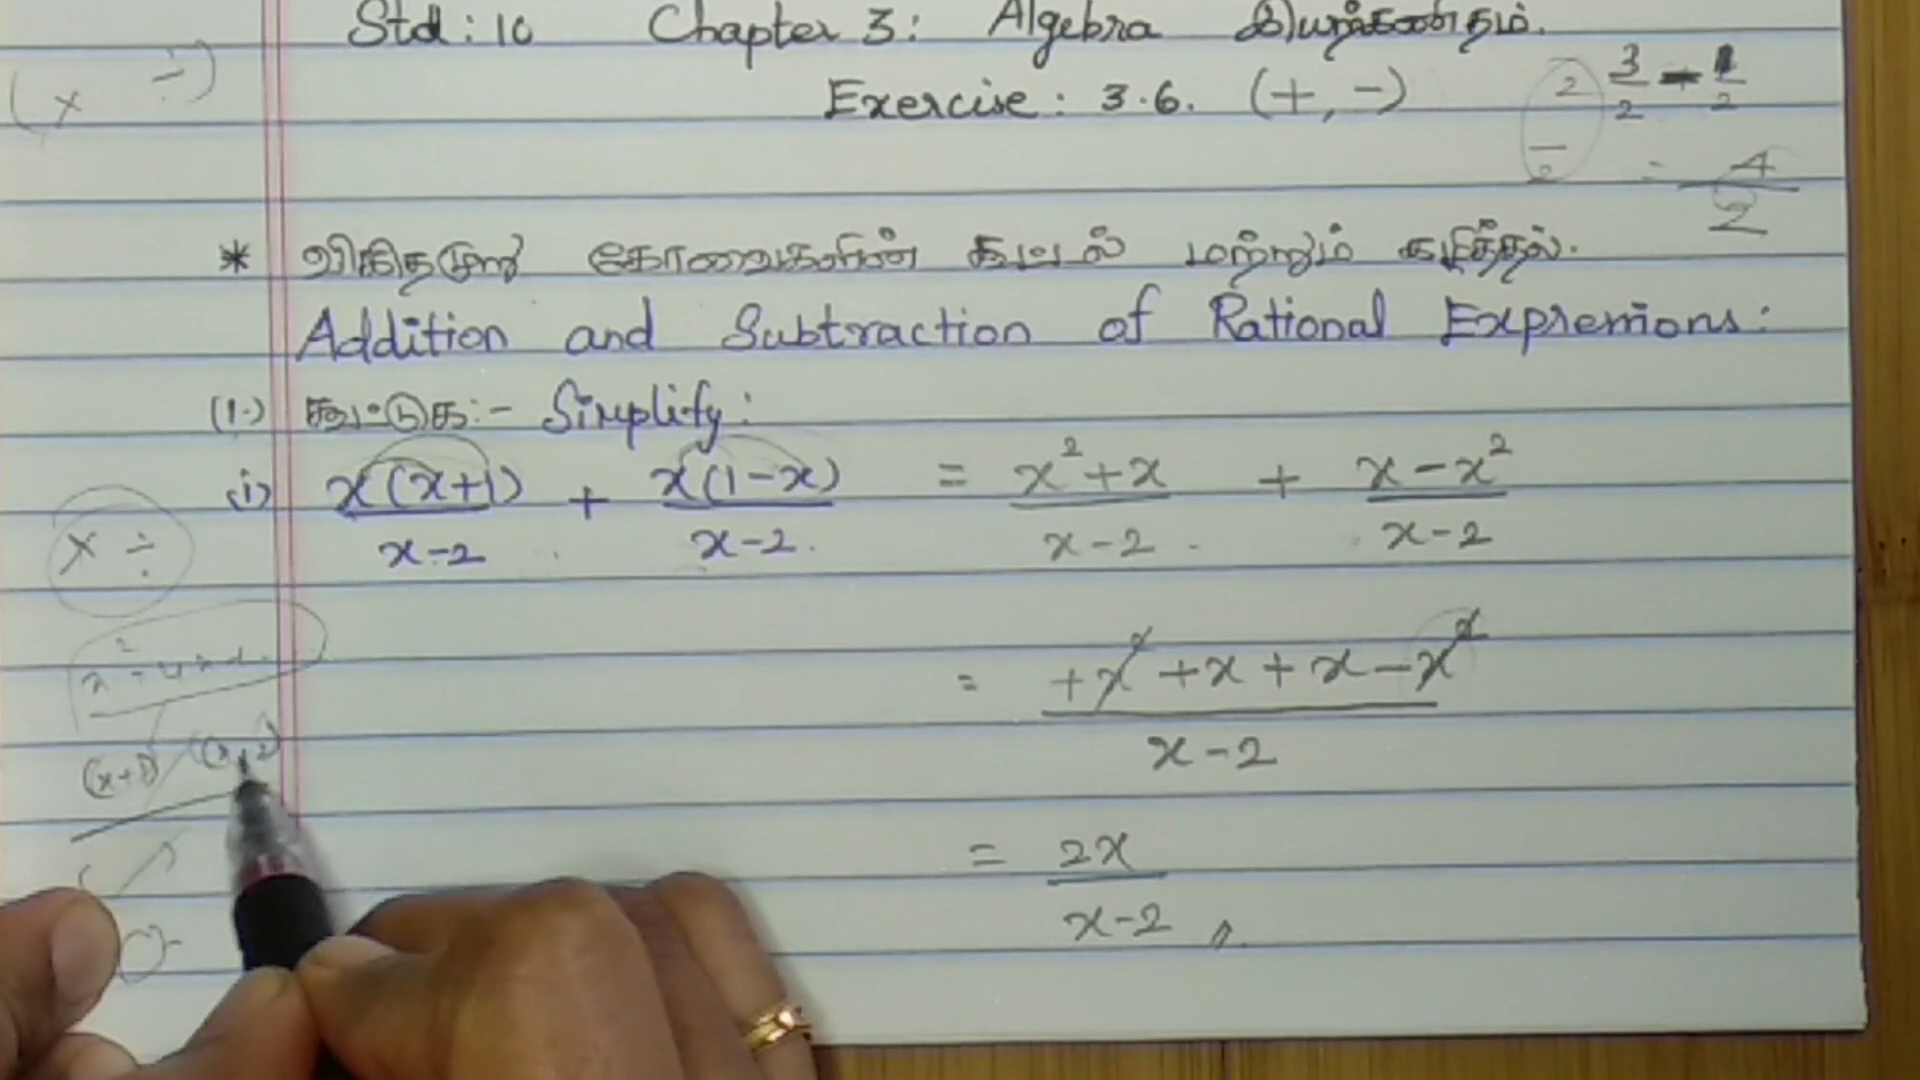 Std : 10 Chapter 3 : Algebra இயற்கணிதம்.
Exercise : 3.6. (+, -)
(x ÷)
3/2 + 1/2
= 4/2
* விகிதமுறு கோவைகளின் கூட்டல் மற்றும் கழித்தல்.
Addition and Subtraction of Rational Expressions :
(1.) கூட்டுக :- Simplify :
(i) x(x+1)/x-2 + x(1-x)/x-2. = x²+x/x-2 + x-x²/x-2
x ÷
= +x²+x+x-x²/x-2
= 2x/x-2